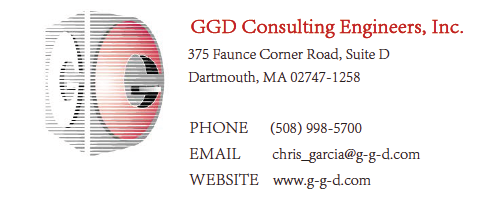 GGD Consulting Engineers, Inc.
375 Faunce Corner Road, Suite D
Dartmouth, MA 02747-1258
PHONE (508) 998-5700
EMAIL chris_garcia@g-g-d.com
WEBSITE www.g-g-d.com